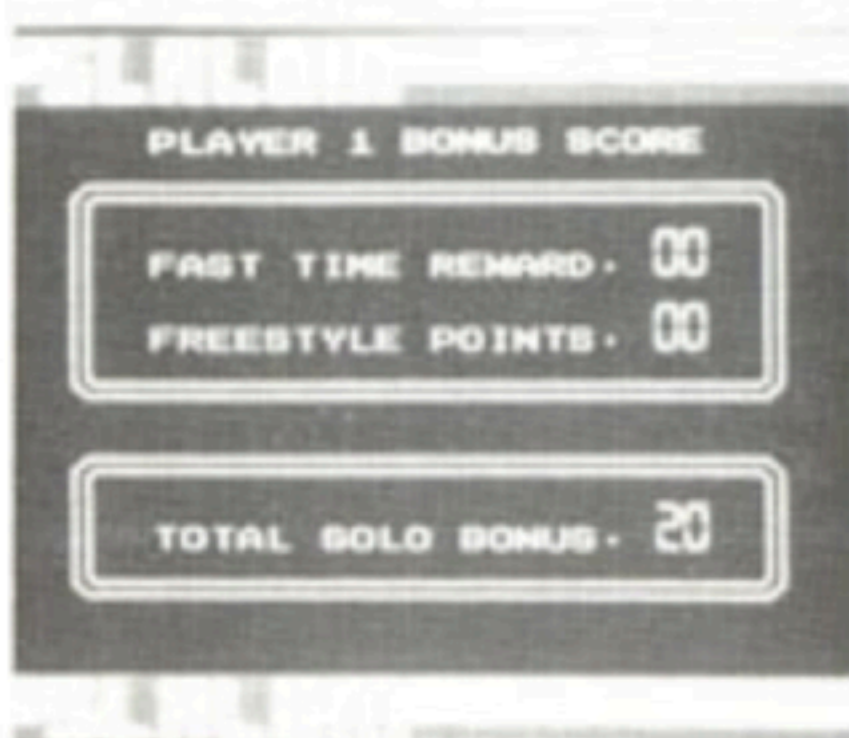 PLAYER 1 BONUS SCORE
FAST TIME REWARD· 00
FREESTYLE POINTS· 00
TOTAL SOLO BONUS· 20